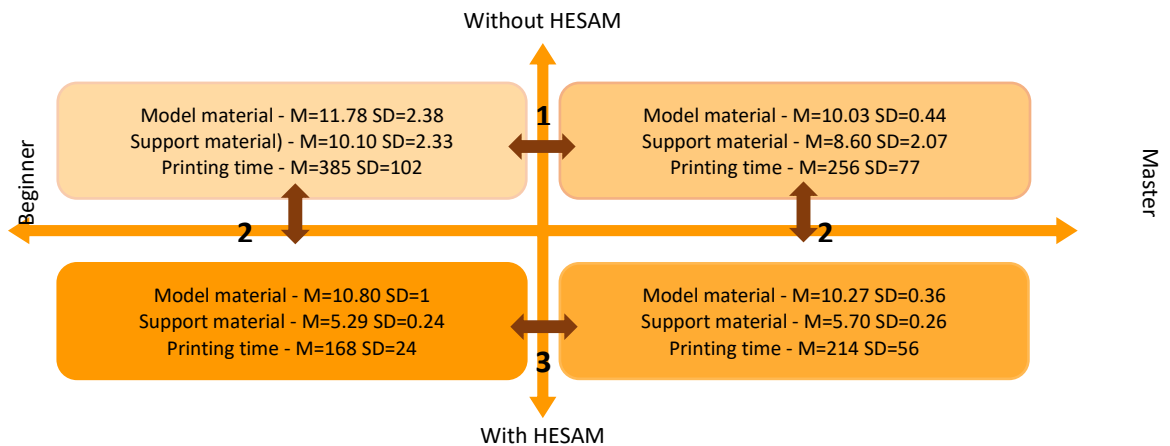 Without HESAM
Model material - M=11.78 SD=2.38
Support material) - M=10.10 SD=2.33
Printing time - M=385 SD=102
1
Model material - M=10.03 SD=0.44
Support material - M=8.60 SD=2.07
Printing time - M=256 SD=77
Beginner
Master
2
2
Model material - M=10.80 SD=1
Support material - M=5.29 SD=0.24
Printing time - M=168 SD=24
3
Model material - M=10.27 SD=0.36
Support material - M=5.70 SD=0.26
Printing time - M=214 SD=56
With HESAM